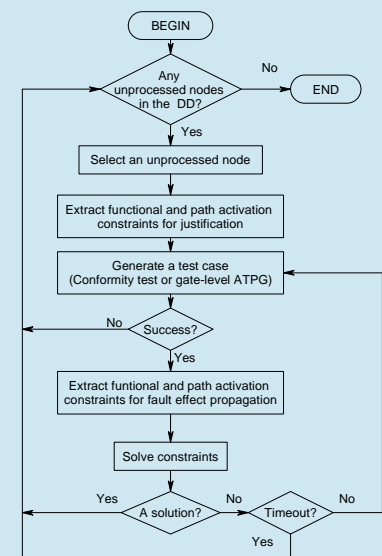 BEGIN
Any
unprocessed nodes
in the DD?
No
END
Yes
Select an unprocessed node
Extract functional and path activation
constraints for justification
Generate a test case
(Conformity test or gate-level ATPG)
No
Success?
Yes
Extract funtional and path activation
constraints for fault effect propagation
Solve constraints
Yes
A solution?
No
Timeout?
No
Yes